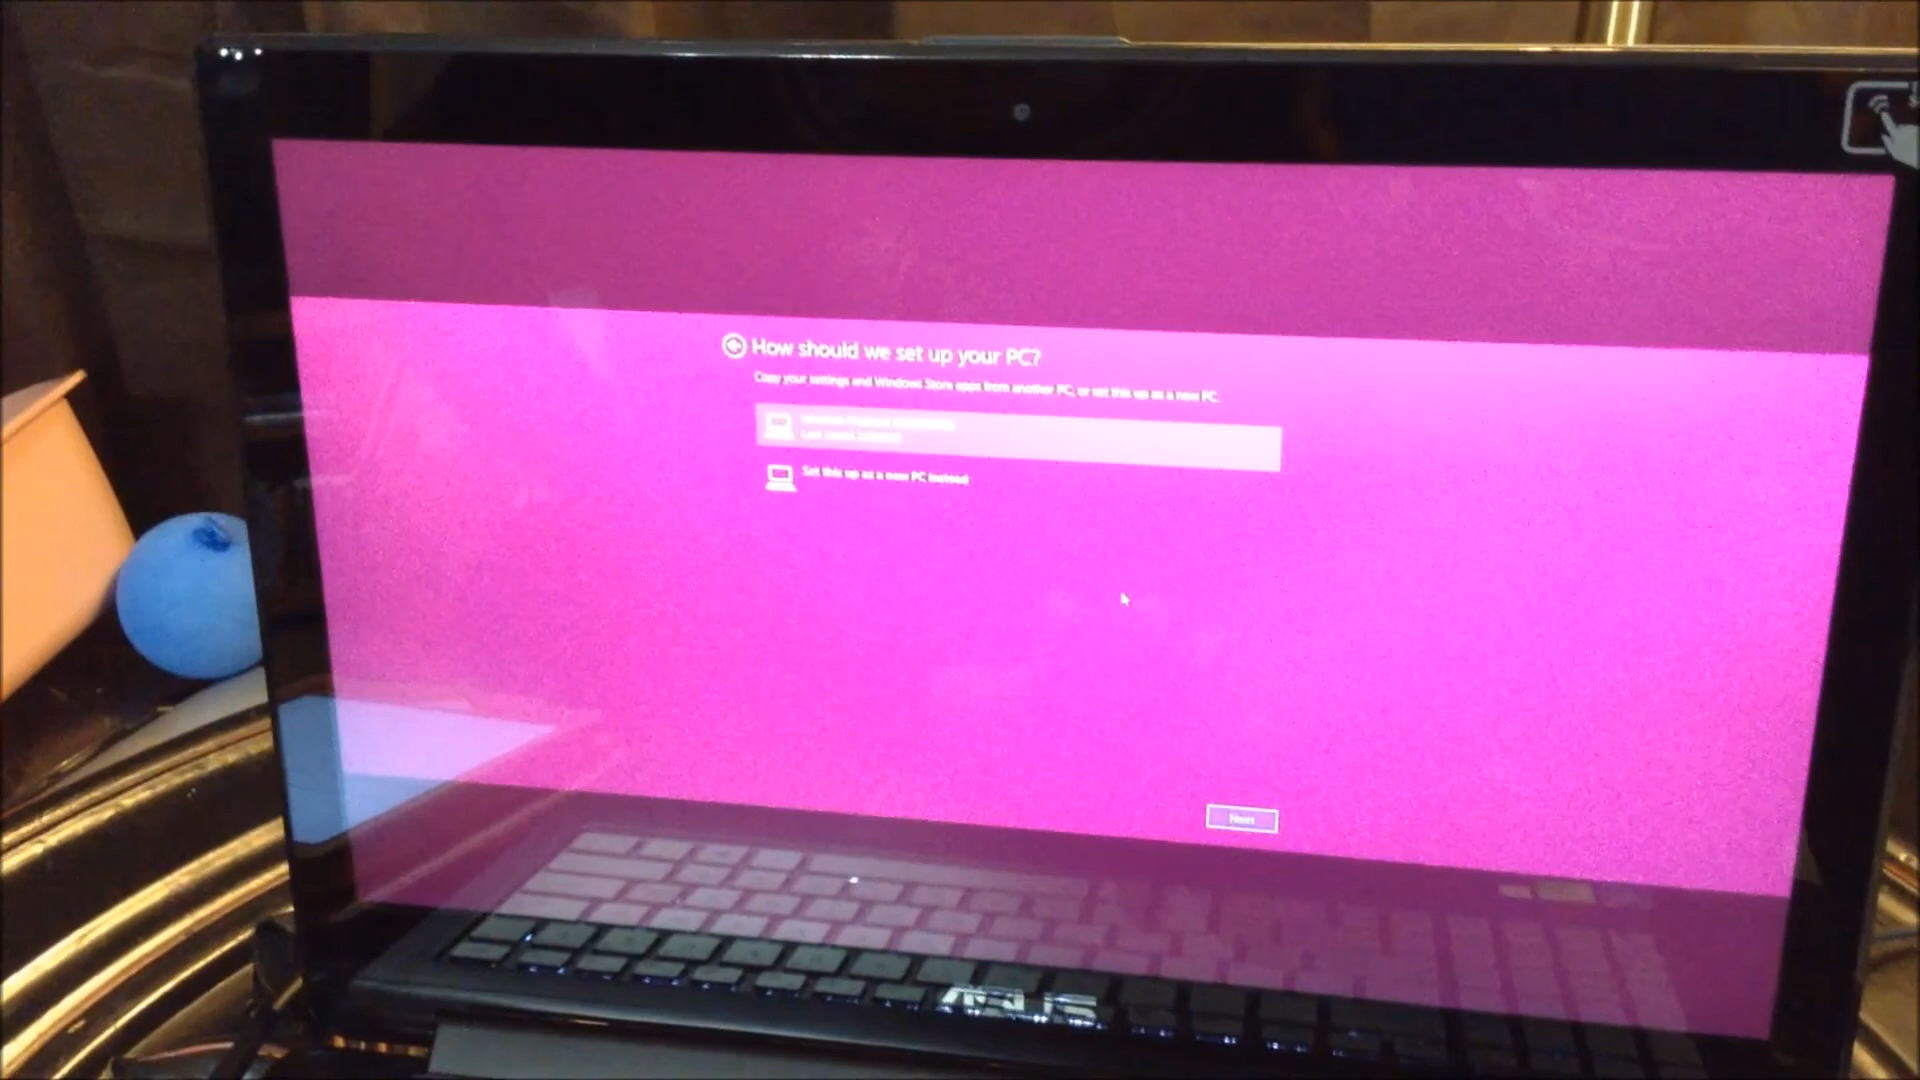 How should we set up your PC?
Copy your settings and Windows Store apps from another PC, or set this up as a new PC.
Set this up as a new PC instead
Next
ASUS